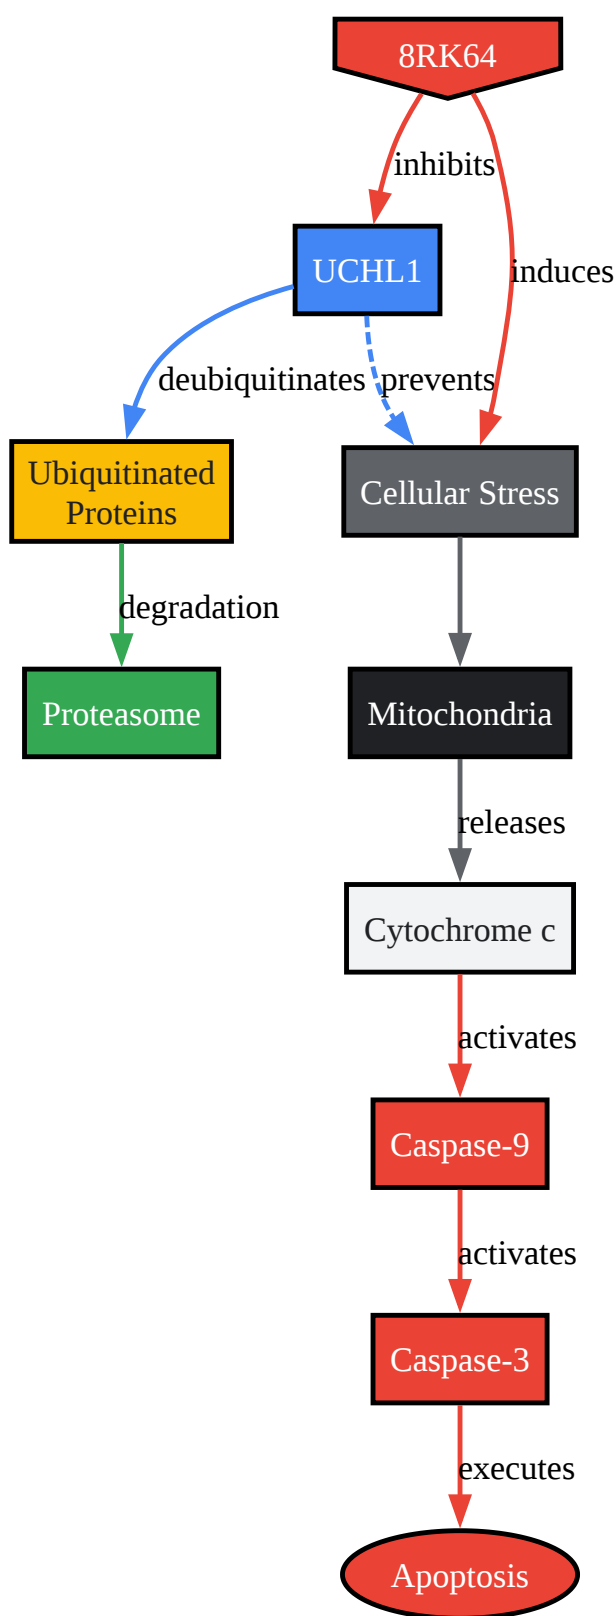 8RK64
inhibits
UCHL1
induces
deubiquitinates
prevents
Ubiquitinated
Proteins
Cellular Stress
degradation
Proteasome
Mitochondria
releases
Cytochrome c
activates
Caspase-9
activates
Caspase-3
executes
Apoptosis